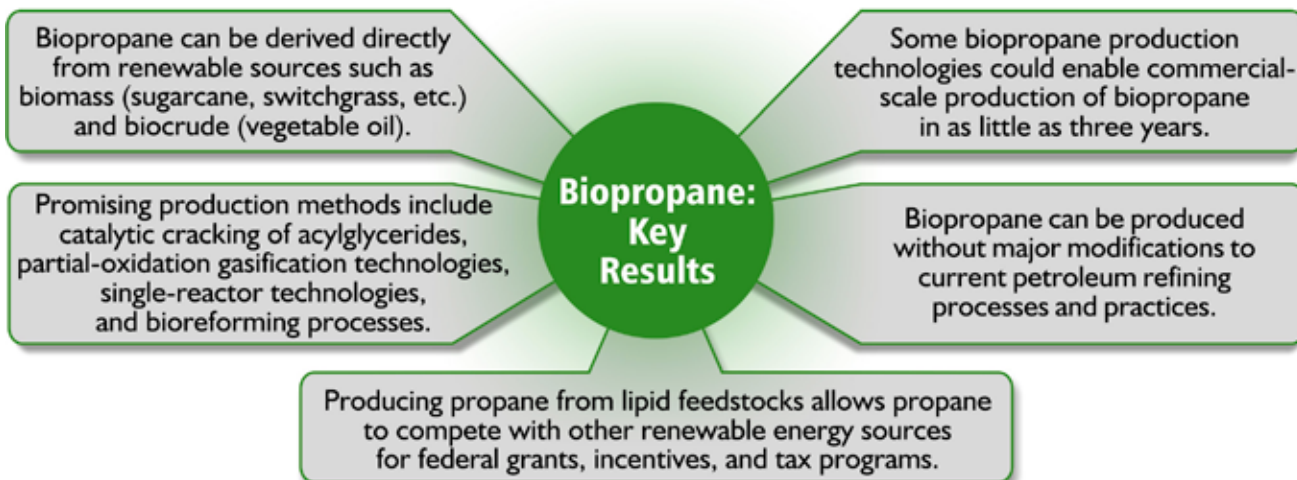 Biopropane can be derived directly
from renewable sources such as
biomass (sugarcane, switchgrass, etc.)
and biocrude (vegetable oil).
Some biopropane production
technologies could enable commercial-
scale production of biopropane
in as little as three years.
Biopropane:
Key
Results
Promising production methods include
catalytic cracking of acylglycerides,
partial-oxidation gasification technologies,
single-reactor technologies,
and bioreforming processes.
Biopropane can be produced
without major modifications to
current petroleum refining
processes and practices.
Producing propane from lipid feedstocks allows propane
to compete with other renewable energy sources
for federal grants, incentives, and tax programs.